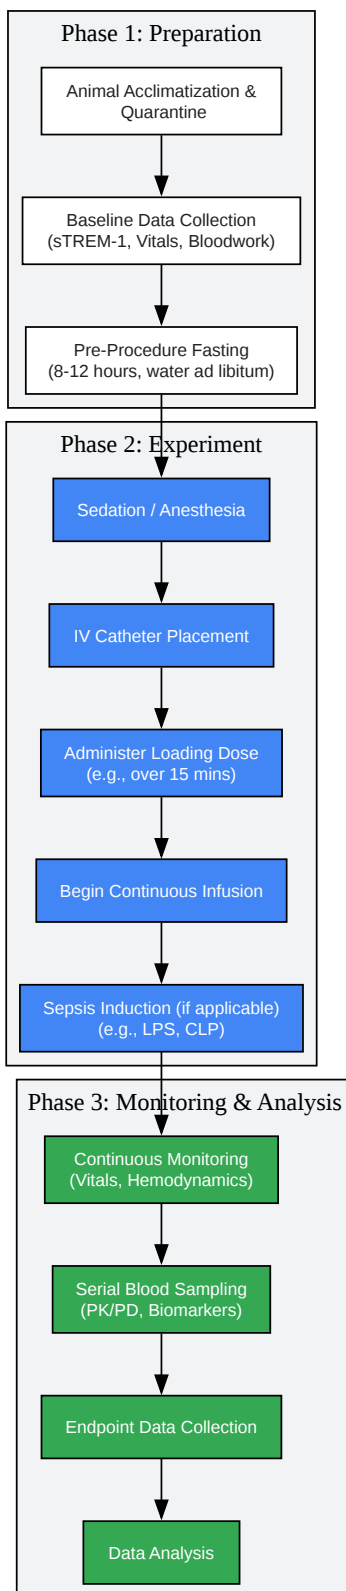 Phase 1: Preparation
Animal Acclimatization &
Quarantine
Baseline Data Collection
(sTREM-1, Vitals, Bloodwork)
Pre-Procedure Fasting
(8-12 hours, water ad libitum)
Phase 2: Experiment
Sedation / Anesthesia
IV Catheter Placement
Administer Loading Dose
(e.g., over 15 mins)
Begin Continuous Infusion
Sepsis Induction (if applicable)
(e.g., LPS, CLP)
Phase 3: Monitoring & Analysis
Continuous Monitoring
(Vitals, Hemodynamics)
Serial Blood Sampling
(PK/PD, Biomarkers)
Endpoint Data Collection
Data Analysis